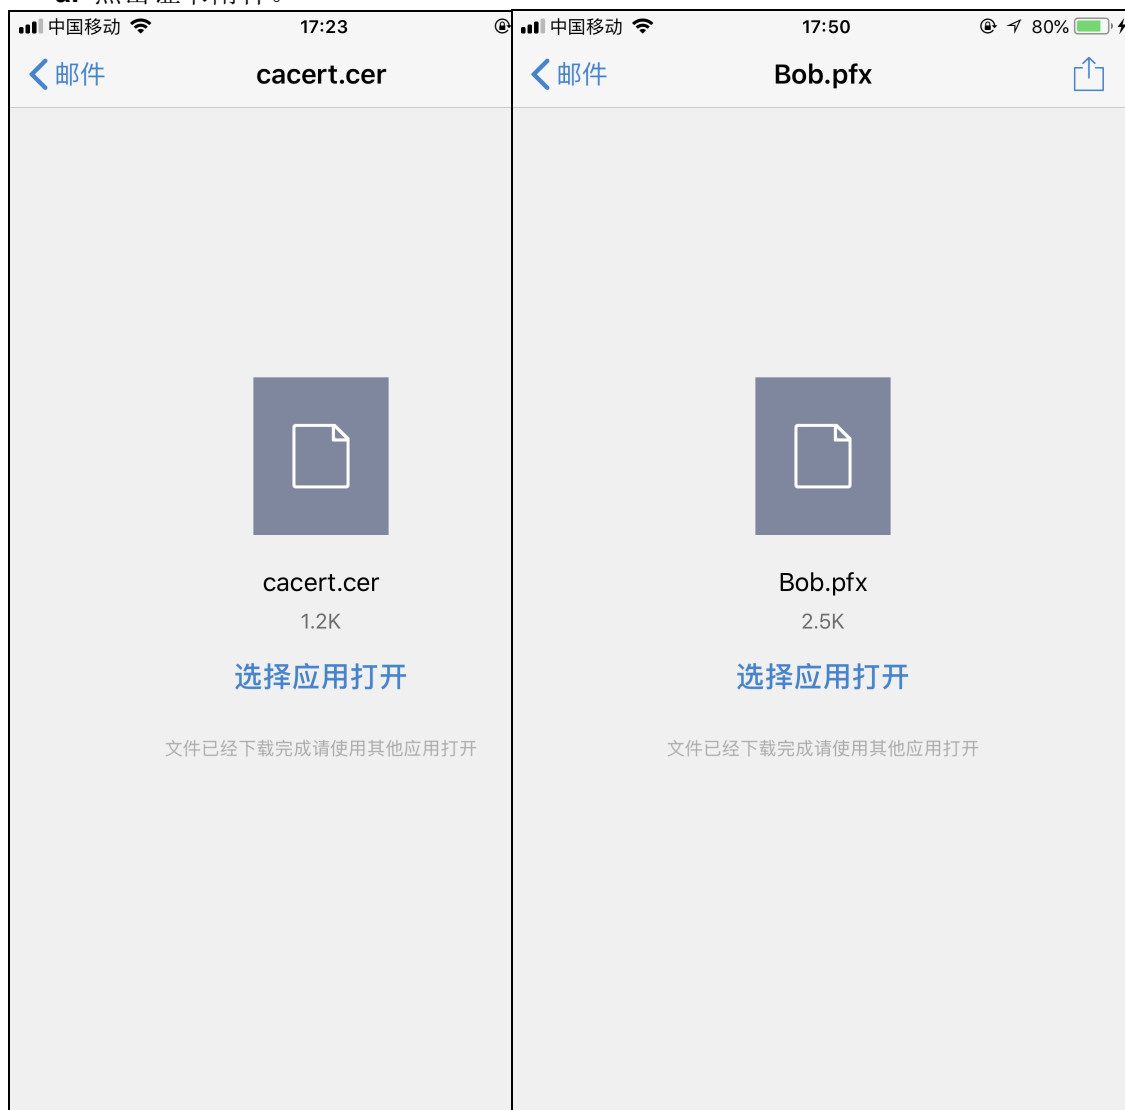 中国移动 17:23
邮件 cacert.cer
cacert.cer
1.2K
选择应用打开
文件已经下载完成请使用其他应用打开
中国移动 17:50 80%
邮件 Bob.pfx
Bob.pfx
2.5K
选择应用打开
文件已经下载完成请使用其他应用打开